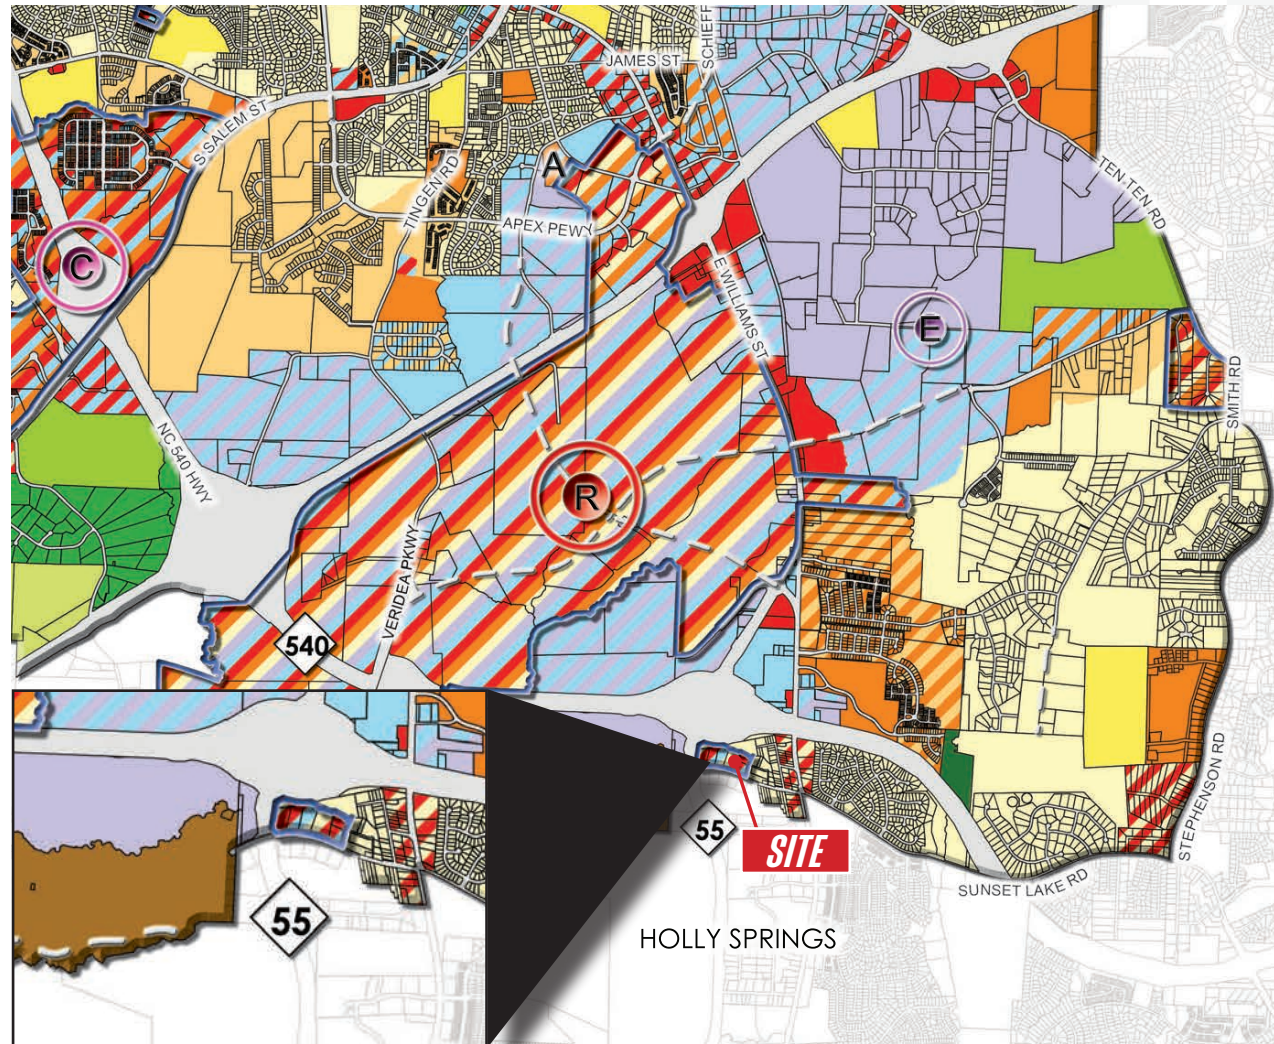 SCHIEFF
JAMES ST
S SALEM ST
A
TINGEN RD
APEX PEWY
TEN TEN RD
C
E WILLIAMS ST
E
SMITH RD
NC 540 HWY
R
VERIDEA PKWY
540
STEPHENSON RD
55
SITE
SUNSET LAKE RD
55
HOLLY SPRINGS